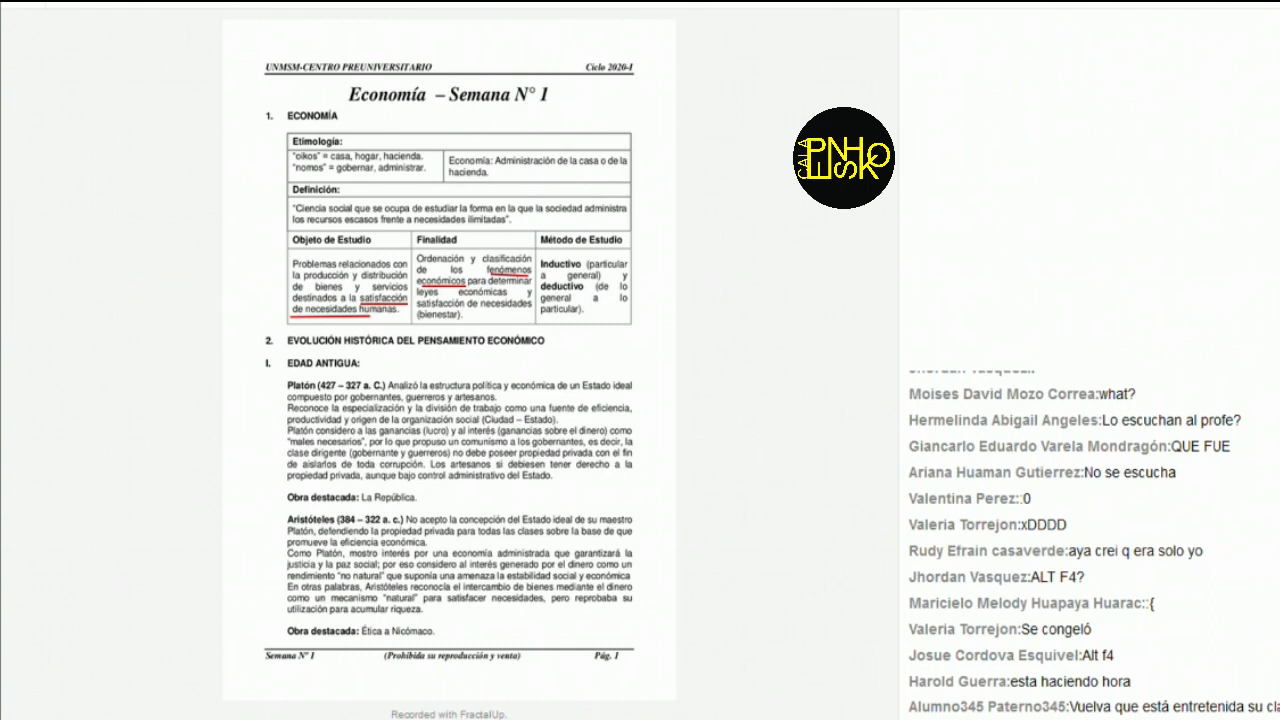 UNMSM-CENTRO PREUNIVERSITARIO Ciclo 2020-I
Economía – Semana N° 1
1. ECONOMÍA
Etimología:
"oikos" = casa, hogar, hacienda.
"nomos" = gobernar, administrar.
Economía: Administración de la casa o de la
hacienda.
Definición:
"Ciencia social que se ocupa de estudiar la forma en la que la sociedad administra
los recursos escasos frente a necesidades ilimitadas".
Objeto de Estudio
Problemas relacionados con
la producción y distribución
de bienes y servicios
destinados a la satisfacción
de necesidades humanas.
Finalidad
Ordenación y clasificación
de los fenómenos
económicos para determinar
leyes económicas y
satisfacción de necesidades
(bienestar).
Método de Estudio
Inductivo (particular
a general) y
deductivo (de lo
general a lo
particular).
2. EVOLUCIÓN HISTÓRICA DEL PENSAMIENTO ECONÓMICO
I. EDAD ANTIGUA:
Platón (427 – 327 a. C.) Analizó la estructura política y económica de un Estado ideal
compuesto por gobernantes, guerreros y artesanos.
Reconoce la especialización y la división de trabajo como una fuente de eficiencia,
productividad y origen de la organización social (Ciudad – Estado).
Platón considero a las ganancias (lucro) y al interés (ganancias sobre el dinero) como
"males necesarios", por lo que propuso un comunismo a los gobernantes, es decir, la
clase dirigente (gobernante y guerreros) no debe poseer propiedad privada con el fin
de aislarlos de toda corrupción. Los artesanos si debiesen tener derecho a la
propiedad privada, aunque bajo control administrativo del Estado.
Obra destacada: La República.
Aristóteles (384 – 322 a. c.) No acepto la concepción del Estado ideal de su maestro
Platón, defendiendo la propiedad privada para todas las clases sobre la base de que
promueve la eficiencia económica.
Como Platón, mostro interés por una economía administrada que garantizará la
justicia y la paz social; por eso considero al interés generado por el dinero como un
rendimiento "no natural" que suponía una amenaza la estabilidad social y económica
En otras palabras, Aristóteles reconocía el intercambio de bienes mediante el dinero
como un mecanismo "natural" para satisfacer necesidades, pero reprobaba su
utilización para acumular riqueza.
Obra destacada: Ética a Nicómaco.
Semana Nº 1 (Prohibida su reproducción y venta) Pág. 1
Recorded with FractalUp.
Moises David Mozo Correa:what?
Hermelinda Abigail Angeles:Lo escuchan al profe?
Giancarlo Eduardo Varela Mondragón:QUE FUE
Ariana Huaman Gutierrez:No se escucha
Valentina Perez::0
Valeria Torrejon:xDDDD
Rudy Efrain casaverde:aya crei q era solo yo
Jhordan Vasquez:ALT F4?
Maricielo Melody Huapaya Huarac::{
Valeria Torrejon:Se congeló
Josue Cordova Esquivel:Alt f4
Harold Guerra:esta haciendo hora
Alumno345 Paterno345:Vuelva que está entretenida su cl